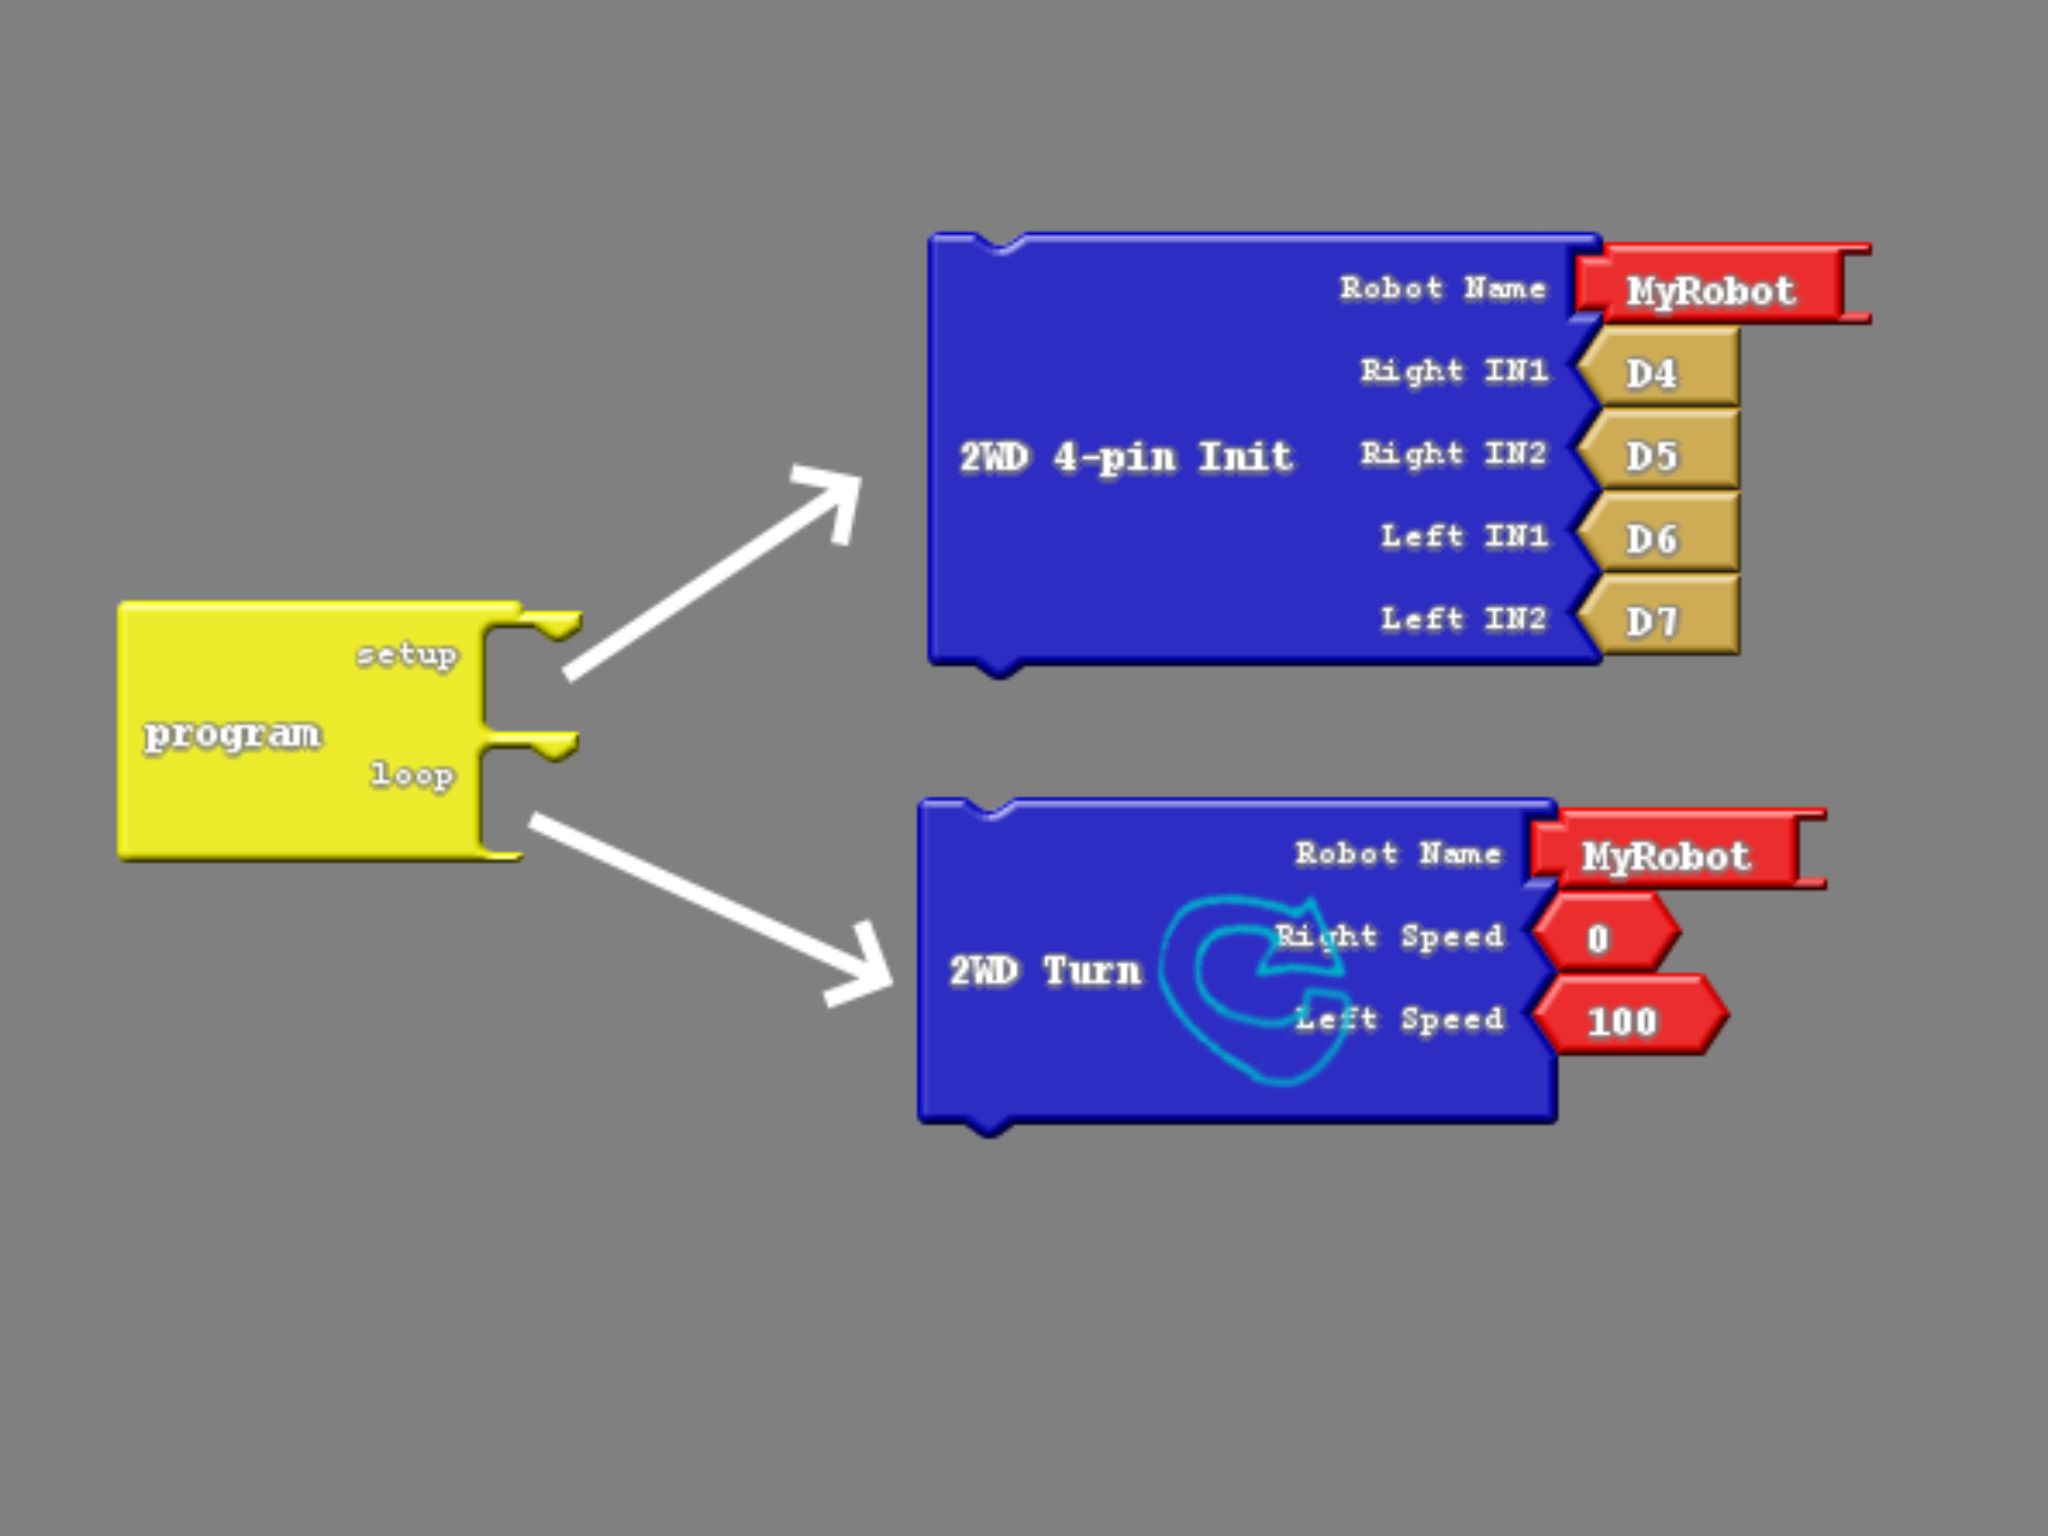 program
setup
loop
2WD 4-pin Init
Robot Name MyRobot
Right IN1 D4
Right IN2 D5
Left IN1 D6
Left IN2 D7
2WD Turn
Robot Name MyRobot
Right Speed 0
Left Speed 100